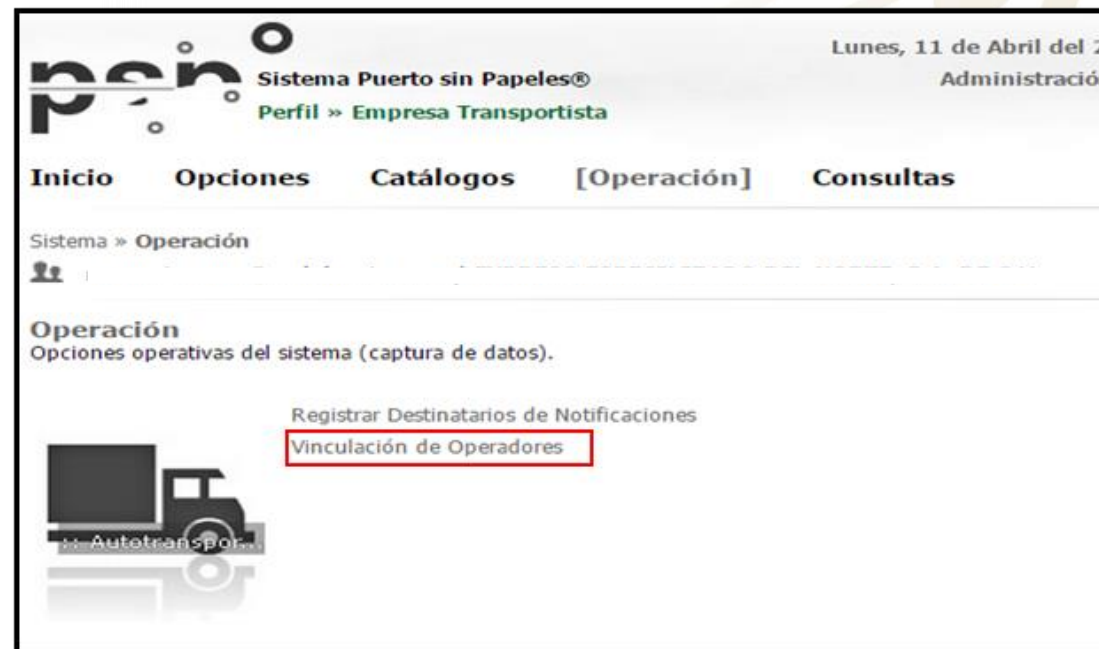 psp
Lunes, 11 de Abril del 2
Sistema Puerto sin Papeles®
Administració
Perfil » Empresa Transportista
Inicio Opciones Catálogos [Operación] Consultas
Sistema » Operación
Operación
Opciones operativas del sistema (captura de datos).
Registrar Destinatarios de Notificaciones
Vinculación de Operadores
:: Autotranspor...